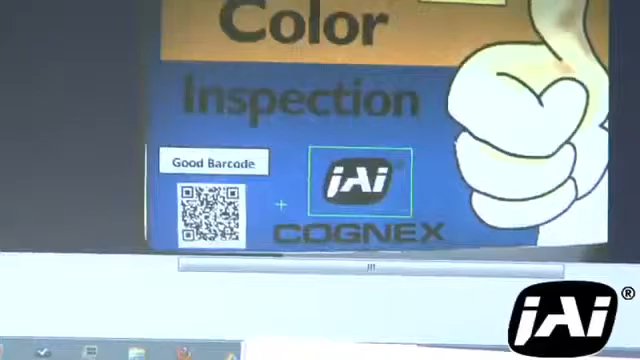 Color
Inspection
Good Barcode
JAi®
COGNEX
JAi®